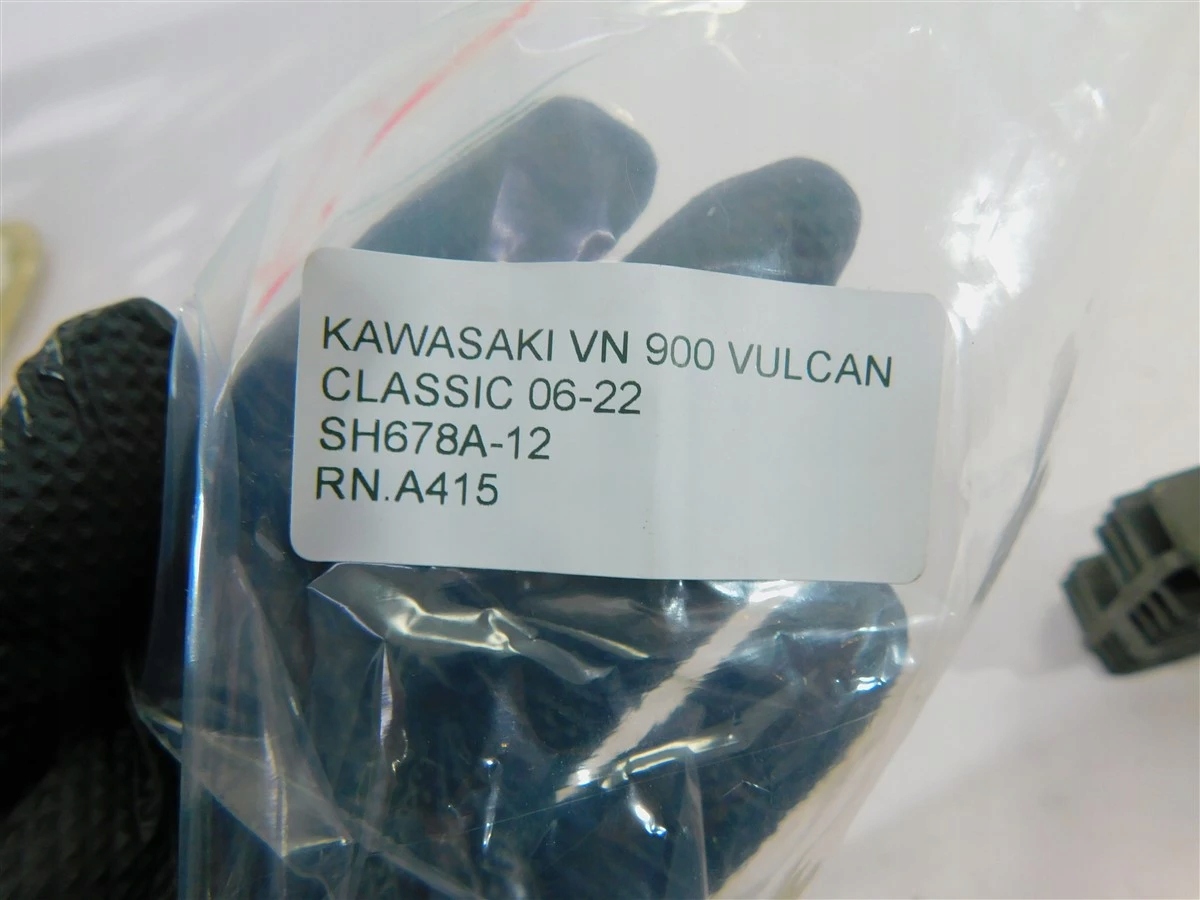 KAWASAKI VN 900 VULCAN
CLASSIC 06-22
SH678A-12
RN.A415